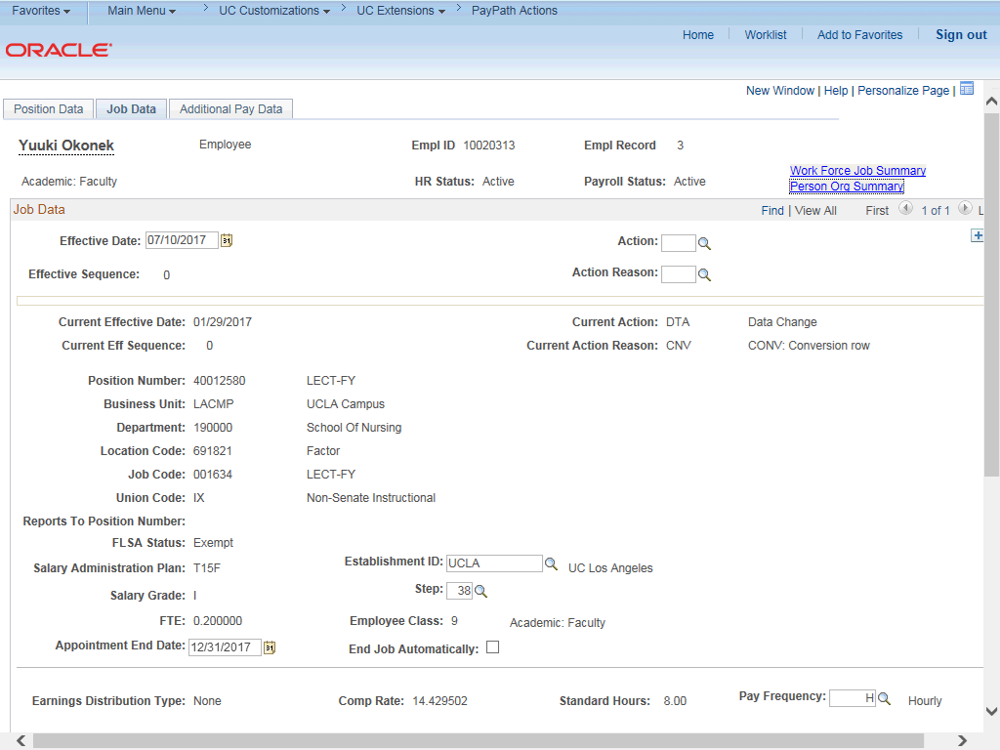 Favorites Main Menu > UC Customizations > UC Extensions > PayPath Actions
Home Worklist Add to Favorites Sign out
ORACLE
New Window | Help | Personalize Page |
Position Data Job Data Additional Pay Data
Yuuki Okonek Employee Empl ID 10020313 Empl Record 3
Academic: Faculty HR Status: Active Payroll Status: Active
Work Force Job Summary
Person Org Summary
Job Data Find | View All First 1 of 1 L
Effective Date: 07/10/2017 31 Action:
Effective Sequence: 0 Action Reason:
Current Effective Date: 01/29/2017 Current Action: DTA Data Change
Current Eff Sequence: 0 Current Action Reason: CNV CONV: Conversion row
Position Number: 40012580 LECT-FY
Business Unit: LACMP UCLA Campus
Department: 190000 School Of Nursing
Location Code: 691821 Factor
Job Code: 001634 LECT-FY
Union Code: IX Non-Senate Instructional
Reports To Position Number:
FLSA Status: Exempt
Salary Administration Plan: T15F Establishment ID: UCLA UC Los Angeles
Salary Grade: I Step: 38
FTE: 0.200000 Employee Class: 9 Academic: Faculty
Appointment End Date: 12/31/2017 31 End Job Automatically:
Earnings Distribution Type: None Comp Rate: 14.429502 Standard Hours: 8.00 Pay Frequency: H Hourly